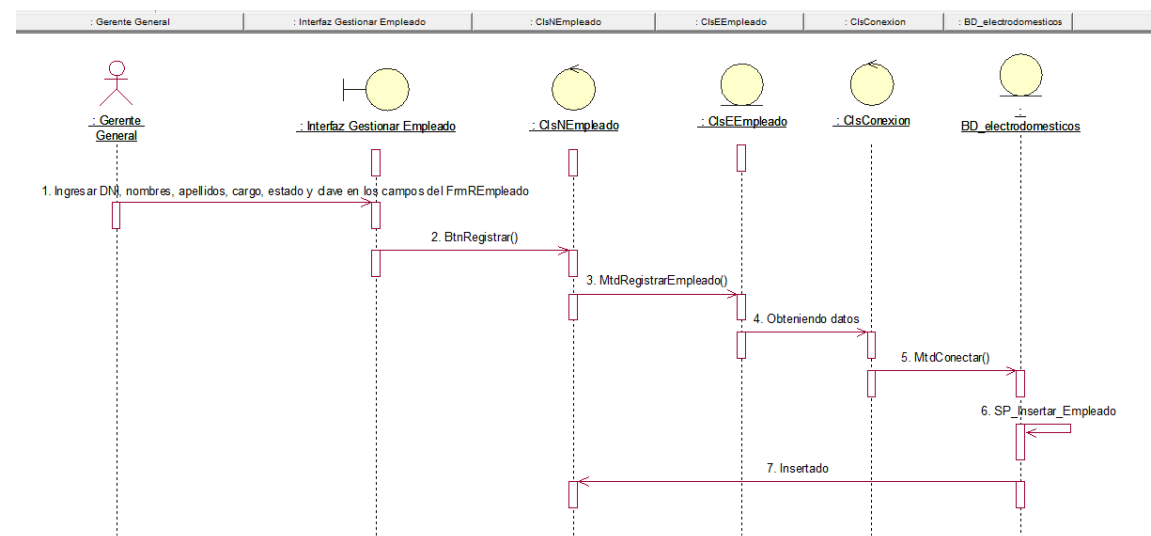 : Gerente General
: Interfaz Gestionar Empleado
: ClsNEmpleado
: ClsEEmpleado
: ClsConexion
: BD_electrodomesticos
: Gerente
General
: Interfaz Gestionar Empleado
: ClsNEmpleado
: ClsEEmpleado
: ClsConexion
:
BD_electrodomesticos
1. Ingresar DNI, nombres, apellidos, cargo, estado y clave en los campos del FrmREmpleado
2. BtnRegistrar()
3. MtdRegistrarEmpleado()
4. Obteniendo datos
5. MtdConectar()
6. SP_Insertar_Empleado
7. Insertado